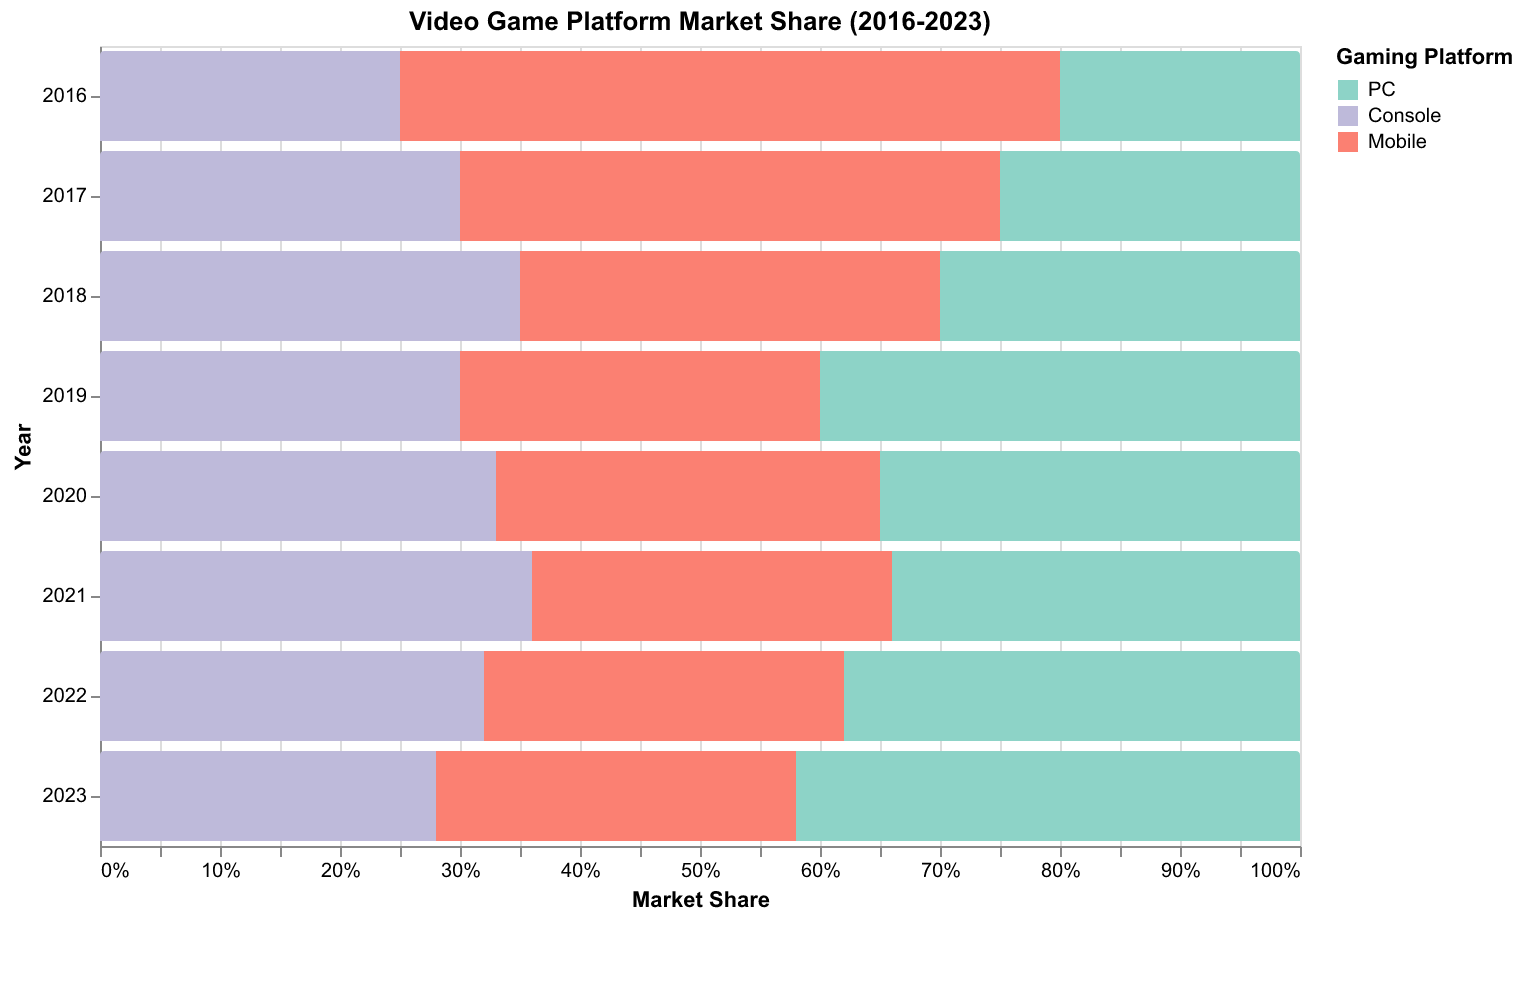 Video Game Platform Market Share (2016-2023)
Gaming Platform
PC
Console
Mobile
Year
2016
2017
2018
2019
2020
2021
2022
2023
0% 10% 20% 30% 40% 50% 60% 70% 80% 90% 100%
Market Share